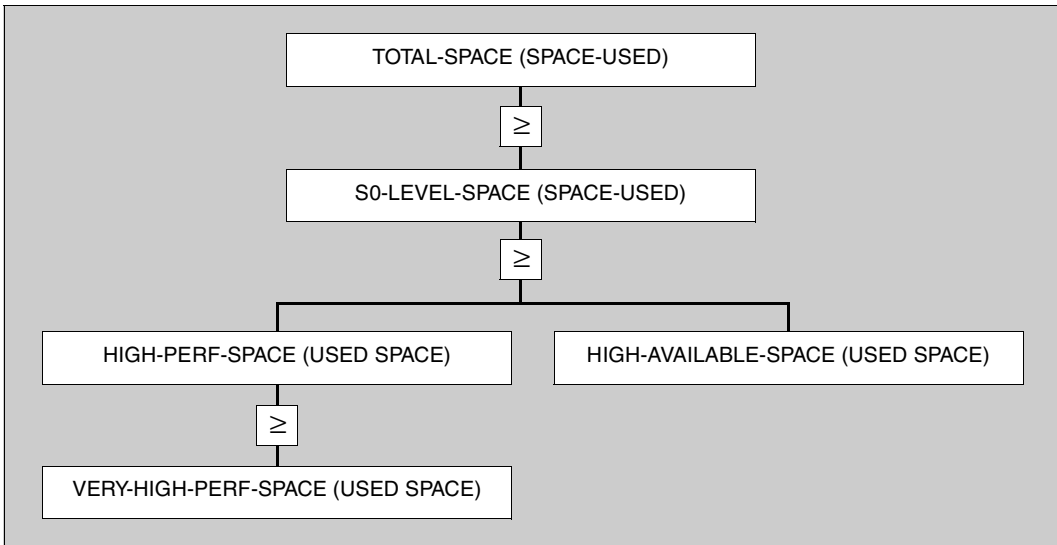 TOTAL-SPACE (SPACE-USED)
≥
S0-LEVEL-SPACE (SPACE-USED)
≥
HIGH-PERF-SPACE (USED SPACE)
HIGH-AVAILABLE-SPACE (USED SPACE)
≥
VERY-HIGH-PERF-SPACE (USED SPACE)